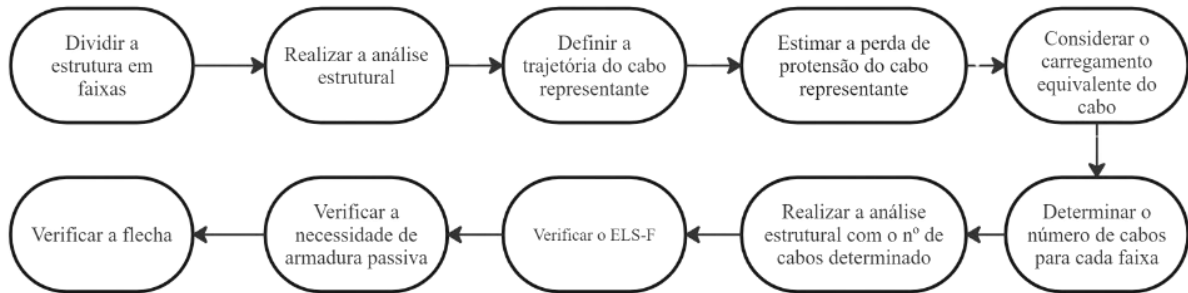 Dividir a
estrutura em
faixas
Realizar a análise
estrutural
Definir a
trajetória do cabo
representante
Estimar a perda de
protensão do cabo
representante
Considerar o
carregamento
equivalente do
cabo
Determinar o
número de cabos
para cada faixa
Realizar a análise
estrutural com o nº de
cabos determinado
Verificar o ELS-F
Verificar a
necessidade de
armadura passiva
Verificar a flecha